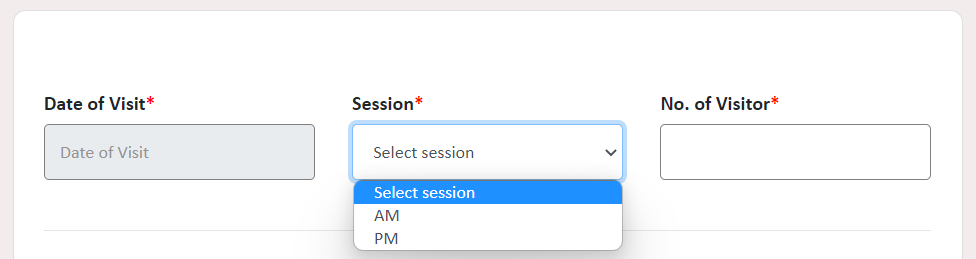 Date of Visit* Session* No. of Visitor*
Date of Visit Select session
Select session
AM
PM